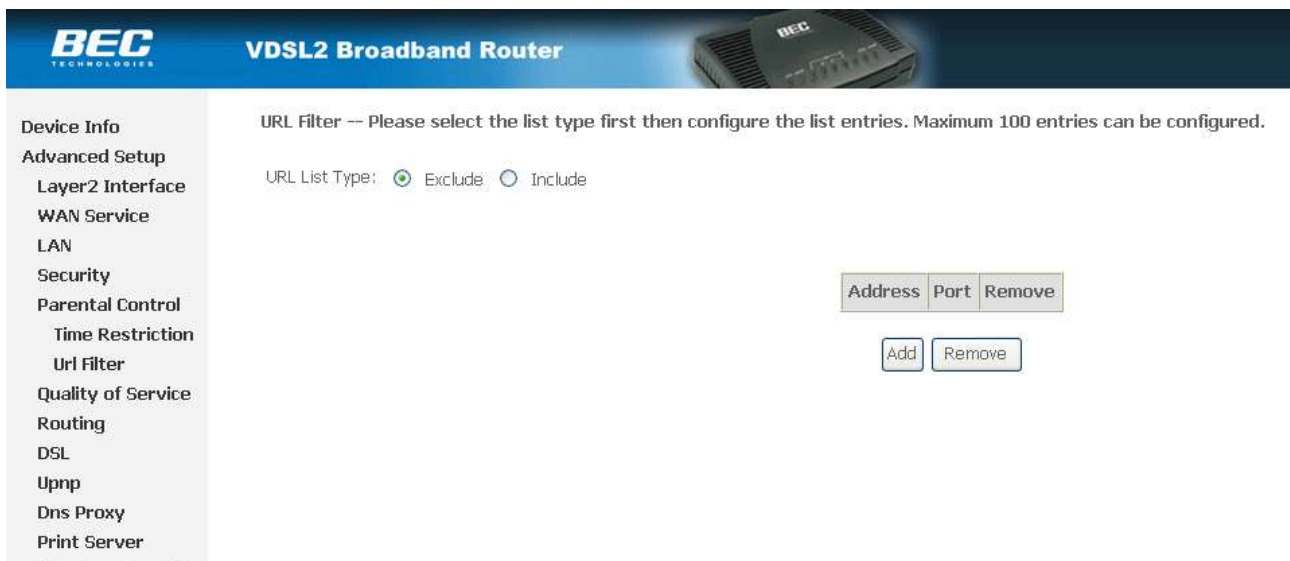 BEC
TECHNOLOGIES
VDSL2 Broadband Router
BEC
Device Info
Advanced Setup
Layer2 Interface
WAN Service
LAN
Security
Parental Control
Time Restriction
Url Filter
Quality of Service
Routing
DSL
Upnp
Dns Proxy
Print Server
URL Filter -- Please select the list type first then configure the list entries. Maximum 100 entries can be configured.
URL List Type: Exclude Include
Address Port Remove
Add Remove